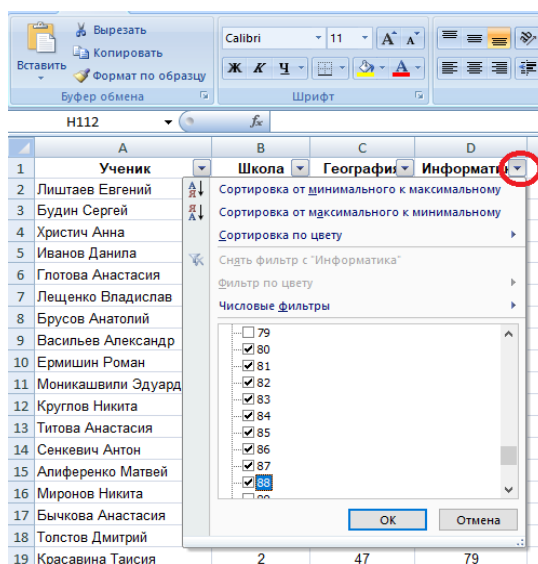 Вставить
Вырезать
Копировать
Формат по образцу
Буфер обмена
Calibri 11 A A
Ж К Ч А
Шрифт
H112 fx
A B C D
1 Ученик Школа География Информатик
2 Лиштаев Евгений
3 Будин Сергей
4 Христич Анна
5 Иванов Данила
6 Глотова Анастасия
7 Лещенко Владислав
8 Брусов Анатолий
9 Васильев Александр
10 Ермишин Роман
11 Моникашвили Эдуард
12 Круглов Никита
13 Титова Анастасия
14 Сенкевич Антон
15 Алиференко Матвей
16 Миронов Никита
17 Бычкова Анастасия
18 Толстов Дмитрий
19 Красавина Таисия 2 47 79
Сортировка от минимального к максимальному
Сортировка от максимального к минимальному
Сортировка по цвету
Снять фильтр с "Информатика"
Фильтр по цвету
Числовые фильтры
79
80
81
82
83
84
85
86
87
88
OK Отмена